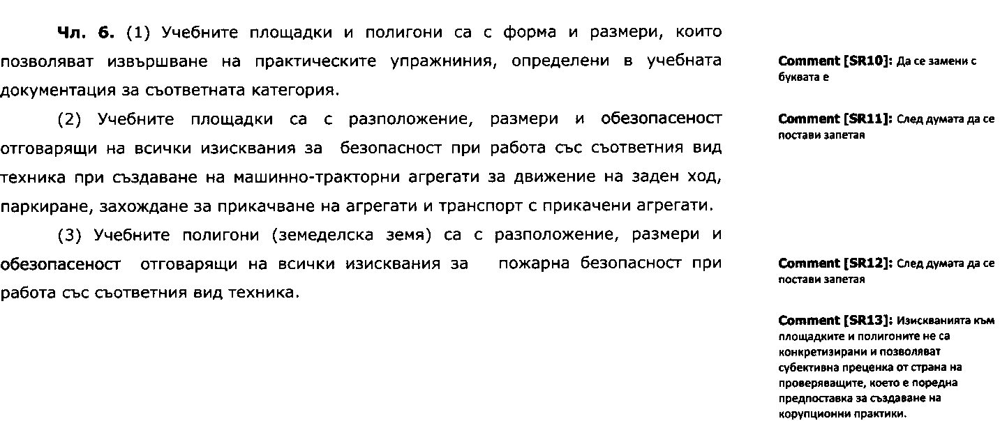 Чл. 6. (1) Учебните площадки и полигони са с форма и размери, които
позволяват извършване на практическите упражниния, определени в учебната
документация за съответната категория.
(2) Учебните площадки са с разположение, размери и обезопасеност
отговарящи на всички изисквания за безопасност при работа със съответния вид
техника при създаване на машинно-тракторни агрегати за движение на заден ход,
паркиране, захождане за прикачване на агрегати и транспорт с прикачени агрегати.
(3) Учебните полигони (земеделска земя) са с разположение, размери и
обезопасеност отговарящи на всички изисквания за пожарна безопасност при
работа със съответния вид техника.
Comment [SR10]: Да се замени с
буквата е
Comment [SR11]: След думата да се
постави запетая
Comment [SR12]: След думата да се
постави запетая
Comment [SR13]: Изискванията към
площадките и полигоните не са
конкретизирани и позволяват
субективна преценка от страна на
проверяващите, което е поредна
предпоставка за създаване на
корупционни практики.